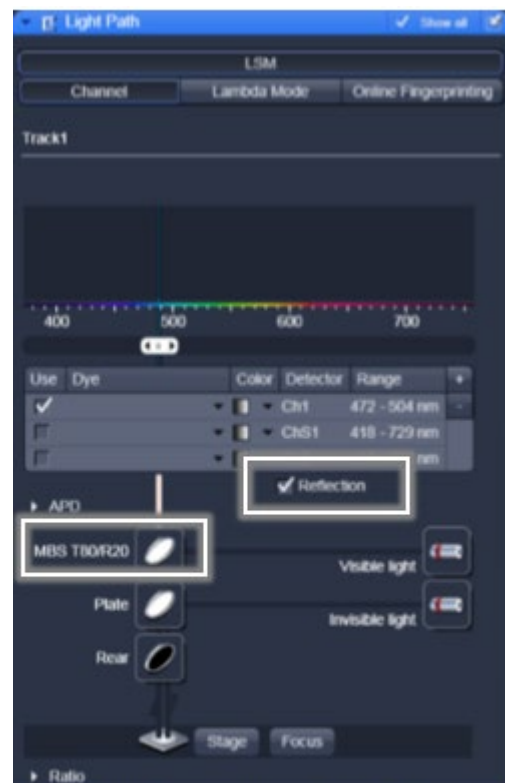 Light Path Show all
LSM
Channel Lambda Mode Online Fingerprinting
Track1
400 500 600 700
Use Dye Color Detector Range +
Ch1 472 - 504 nm -
ChS1 418 - 729 nm
nm
Reflection
APD
MBS T80/R20
Visible light
Plate
Invisible light
Rear
Stage Focus
Ratio